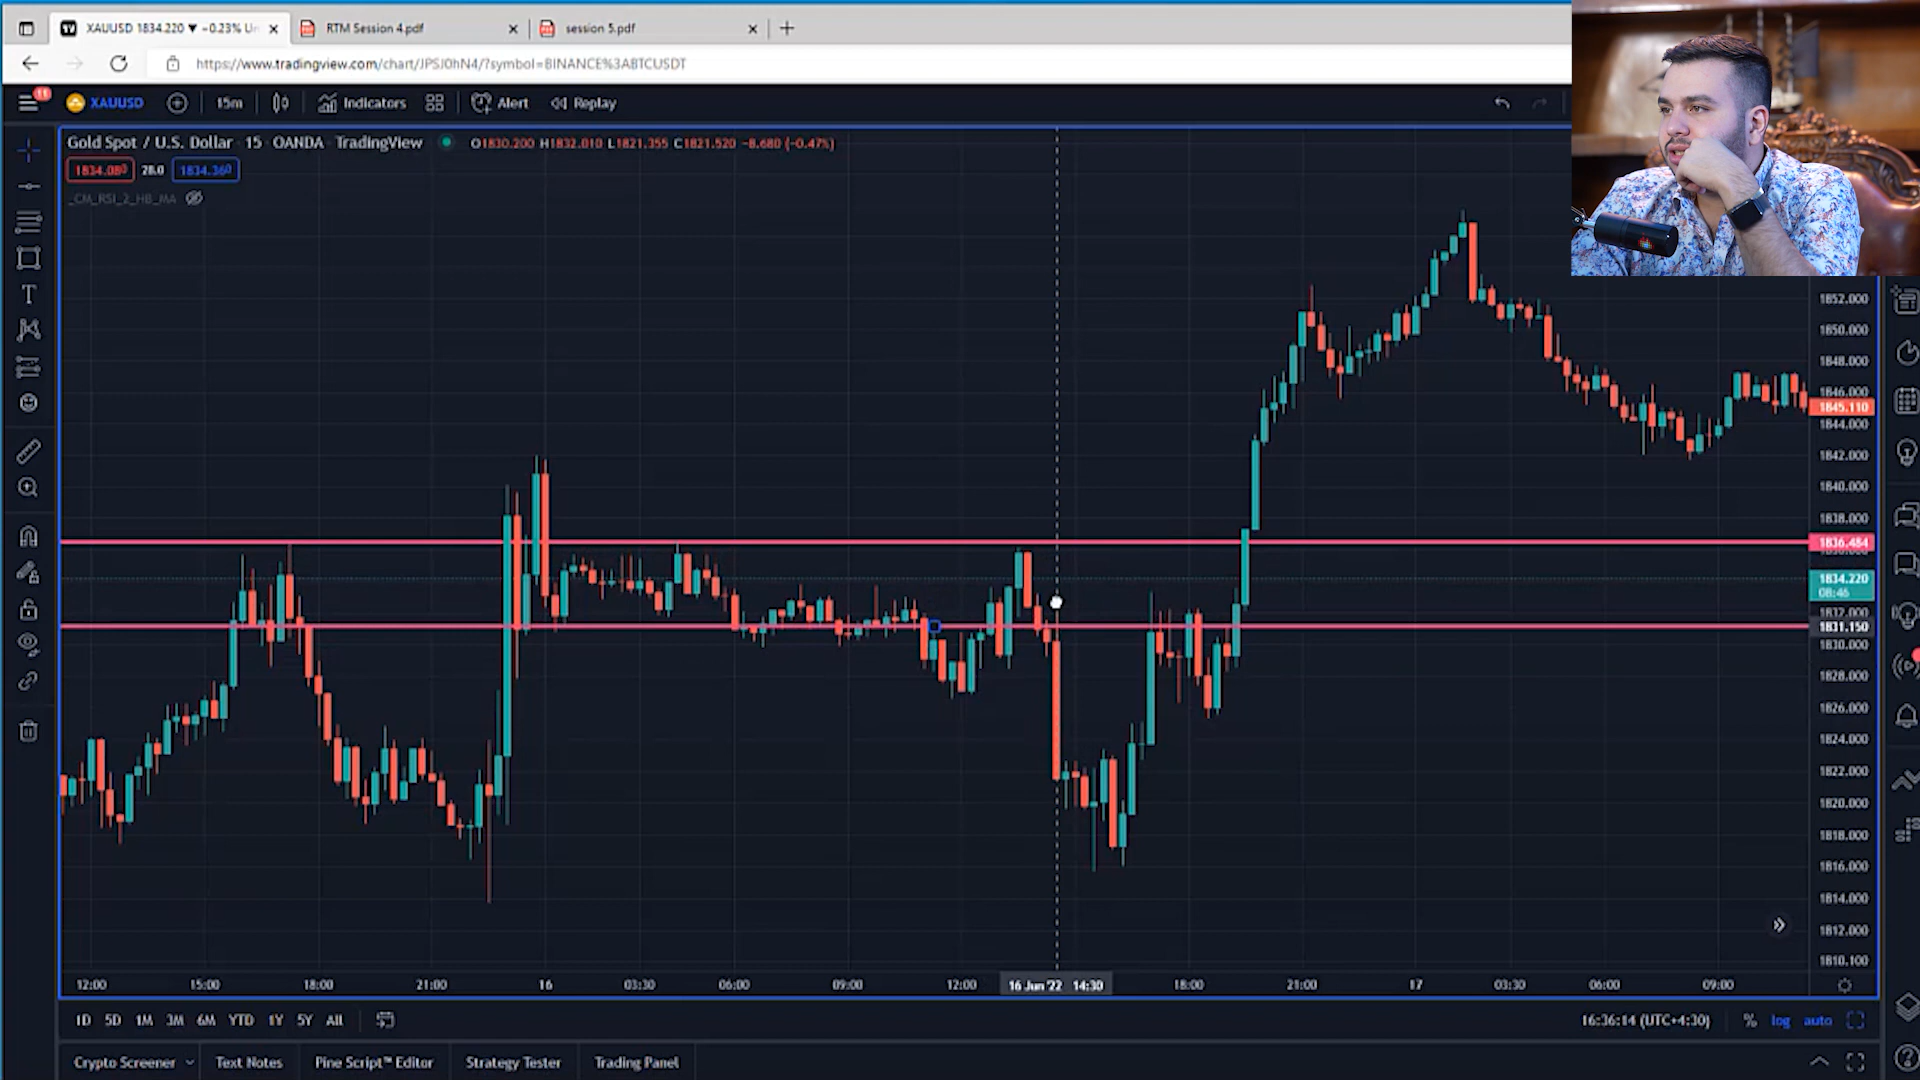 XAUUSD 1834.220 ▼ −0.23% Un
RTM Session 4.pdf
session 5.pdf
https://www.tradingview.com/chart/JPSJ0hN4/?symbol=BINANCE%3ABTCUSDT
11
XAUUSD
15m
Indicators
Alert
Replay
Gold Spot / U.S. Dollar 15 OANDA TradingView
O1830.200 H1832.010 L1821.355 C1821.520 −8.680 (−0.47%)
1834.080 28.0 1834.360
_CM_RSI_2_HB_MA
1852.000
1850.000
1848.000
1846.000
1845.110
1844.000
1842.000
1840.000
1838.000
1836.484
1834.220
08:46
1832.000
1831.150
1830.000
1828.000
1826.000
1824.000
1822.000
1820.000
1818.000
1816.000
1814.000
1812.000
1810.100
12:00 15:00 18:00 21:00 16 03:30 06:00 09:00 12:00 16 Jun '22 14:30 18:00 21:00 17 03:30 06:00 09:00
1D 5D 1M 3M 6M YTD 1Y 5Y All
16:36:14 (UTC+4:30) % log auto
Crypto Screener Text Notes Pine Script™ Editor Strategy Tester Trading Panel